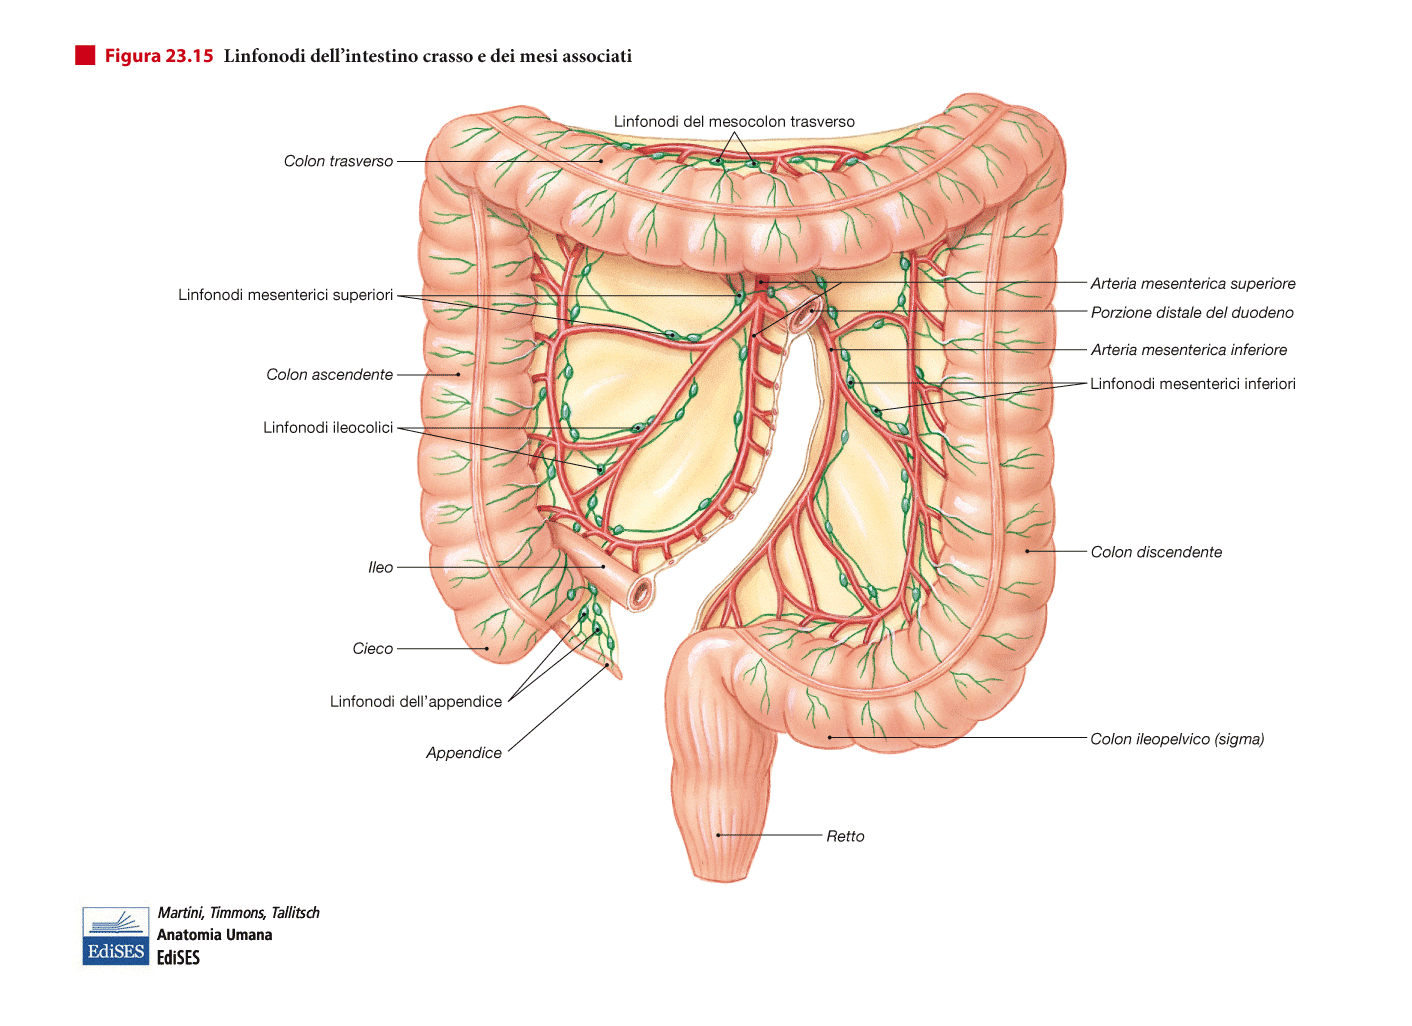 Figura 23.15 Linfonodi dell'intestino crasso e dei mesi associati
Linfonodi del mesocolon trasverso
Colon trasverso
Linfonodi mesenterici superiori
Colon ascendente
Linfonodi ileocolici
Ileo
Cieco
Linfonodi dell'appendice
Appendice
Arteria mesenterica superiore
Porzione distale del duodeno
Arteria mesenterica inferiore
Linfonodi mesenterici inferiori
Colon discendente
Colon ileopelvico (sigma)
Retto
Martini, Timmons, Tallitsch
Anatomia Umana
EdiSES
EdiSES